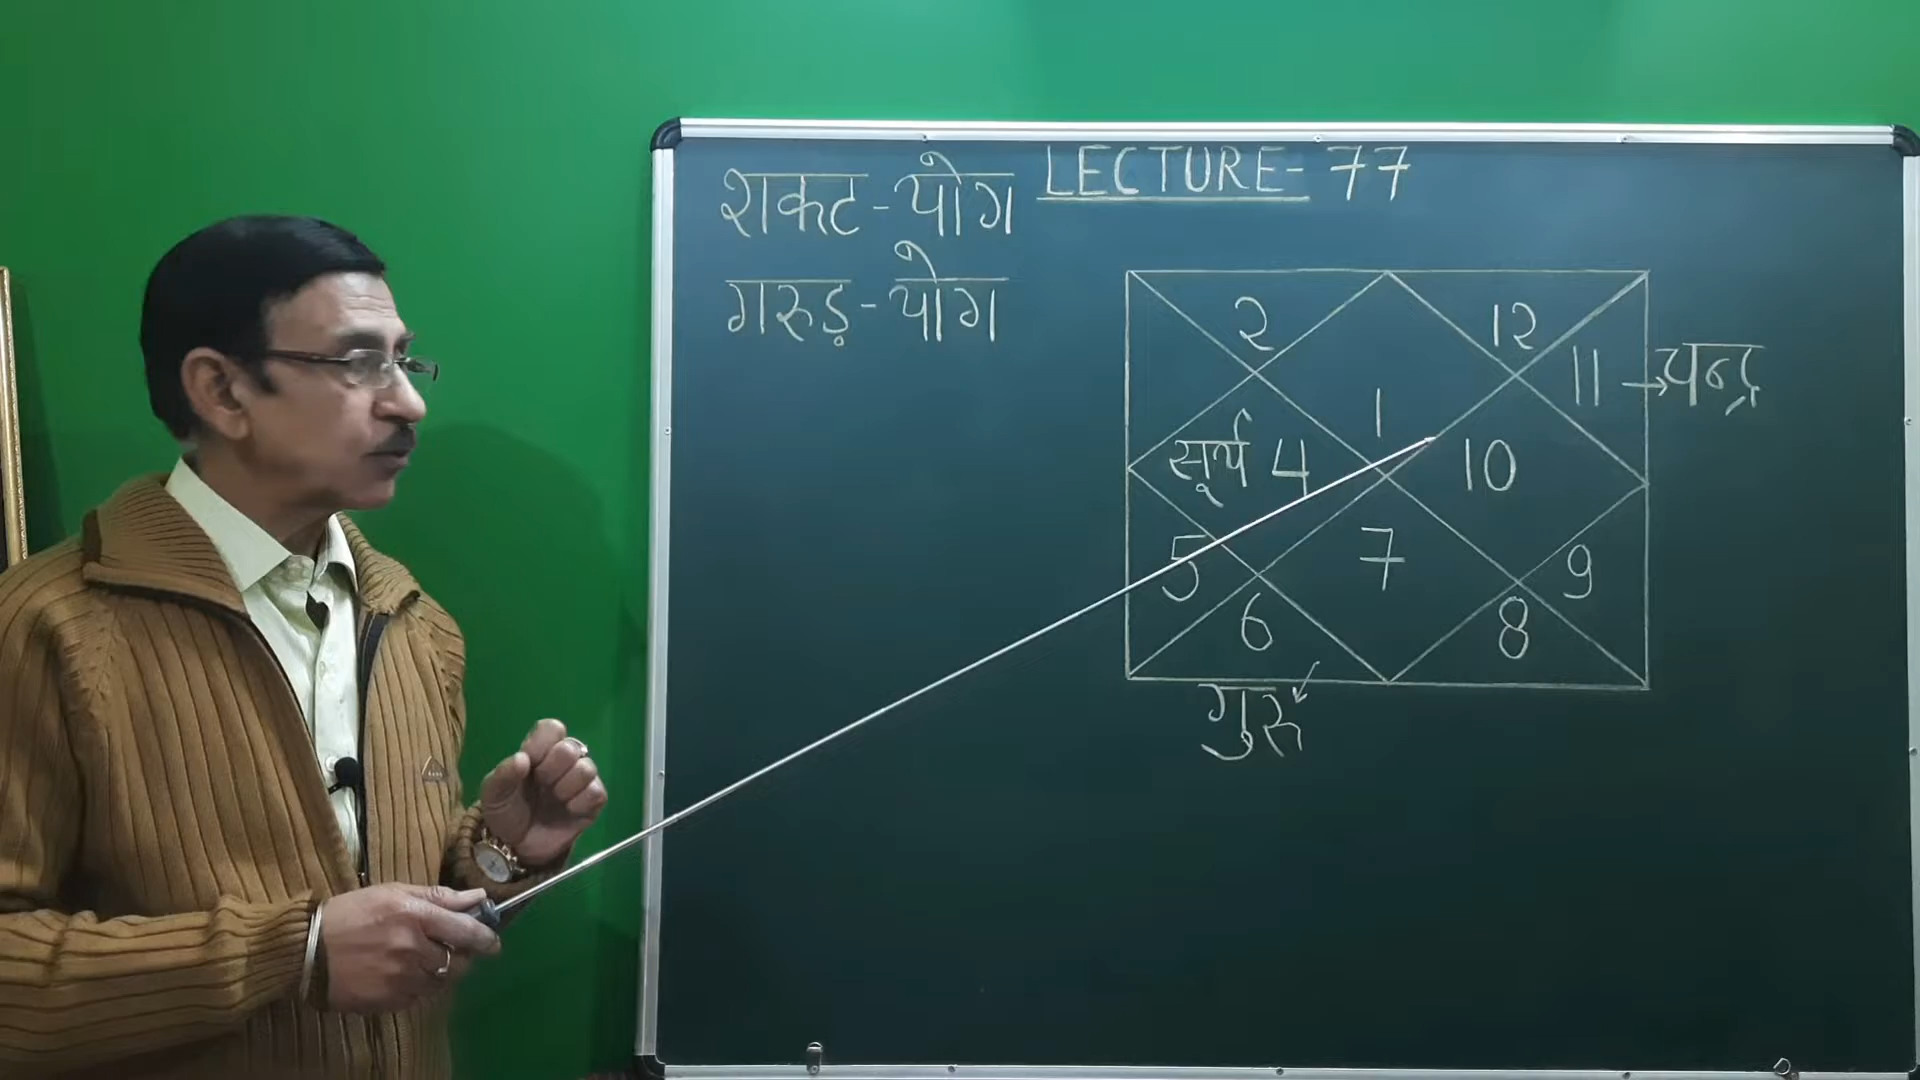 शकट-योग LECTURE- 77
गरुड़-योग
2 12
11 →चन्द्र
1
सूर्य 4 10
5 7 9
6 8
गुरु